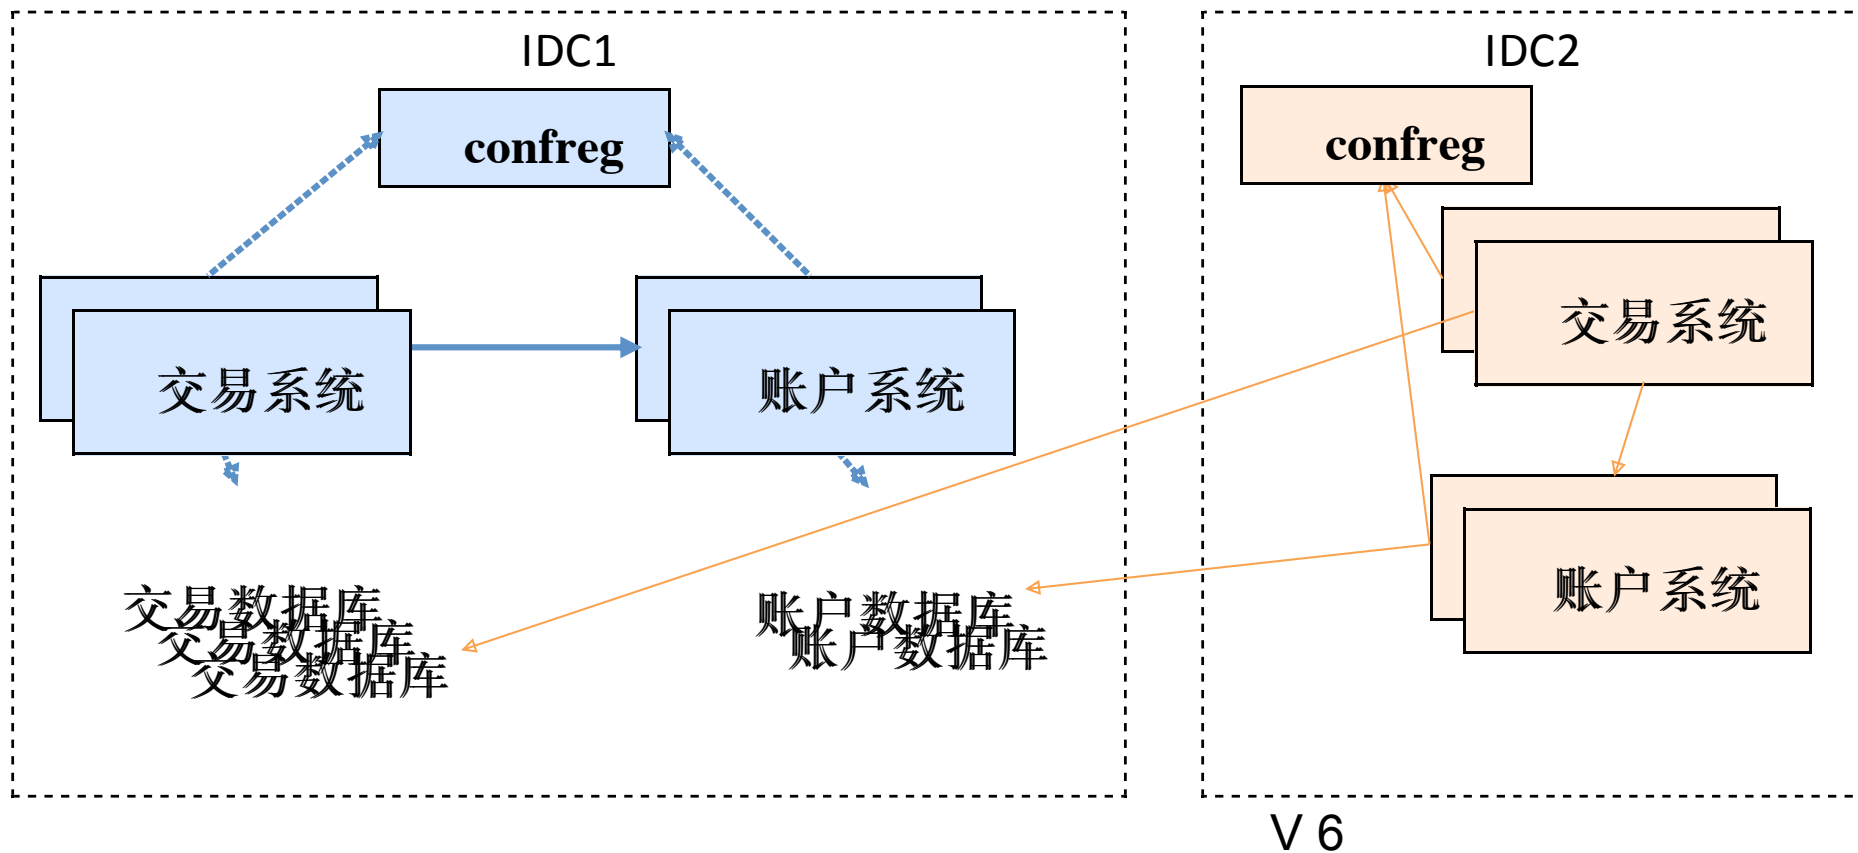 IDC1
confreg
交易系统
账户系统
交易数据库
交易数据库
交易数据库
账户数据库
账户数据库
IDC2
confreg
交易系统
账户系统
V 6